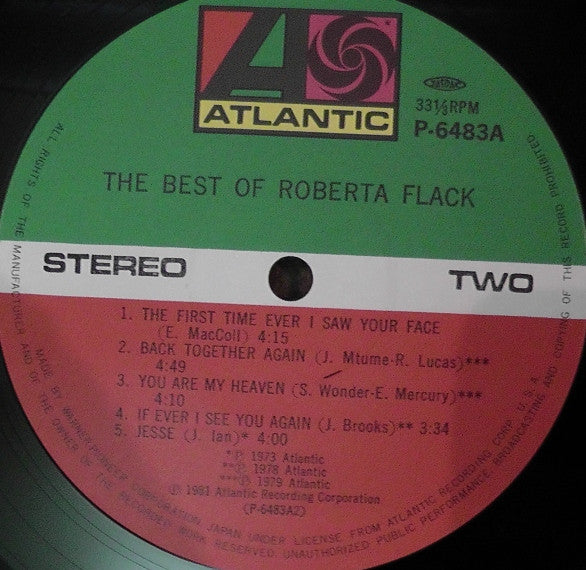 ATLANTIC
33⅓RPM
P-6483A
THE BEST OF ROBERTA FLACK
STEREO
TWO
1. THE FIRST TIME EVER I SAW YOUR FACE
(E. MacColl) 4:15
2. BACK TOGETHER AGAIN (J. Mtume-R. Lucas)***
4:49
3. YOU ARE MY HEAVEN (S. Wonder-E. Mercury)***
4:10
4. IF EVER I SEE YOU AGAIN (J. Brooks)** 3:34
5. JESSE (J. Ian)* 4:00
*Ⓟ 1973 Atlantic
**Ⓟ 1978 Atlantic
***Ⓟ 1979 Atlantic
Ⓟ 1981 Atlantic Recording Corporation
(P-6483A2)
ALL RIGHTS OF THE MANUFACTURER AND OF THE OWNER OF THE RECORDED WORK RESERVED. UNAUTHORIZED PUBLIC PERFORMANCE, BROADCASTING AND COPYING OF THIS RECORD PROHIBITED.
MADE BY WARNER-PIONEER CORPORATION, JAPAN UNDER LICENSE FROM ATLANTIC RECORDING CORP. U.S.A.